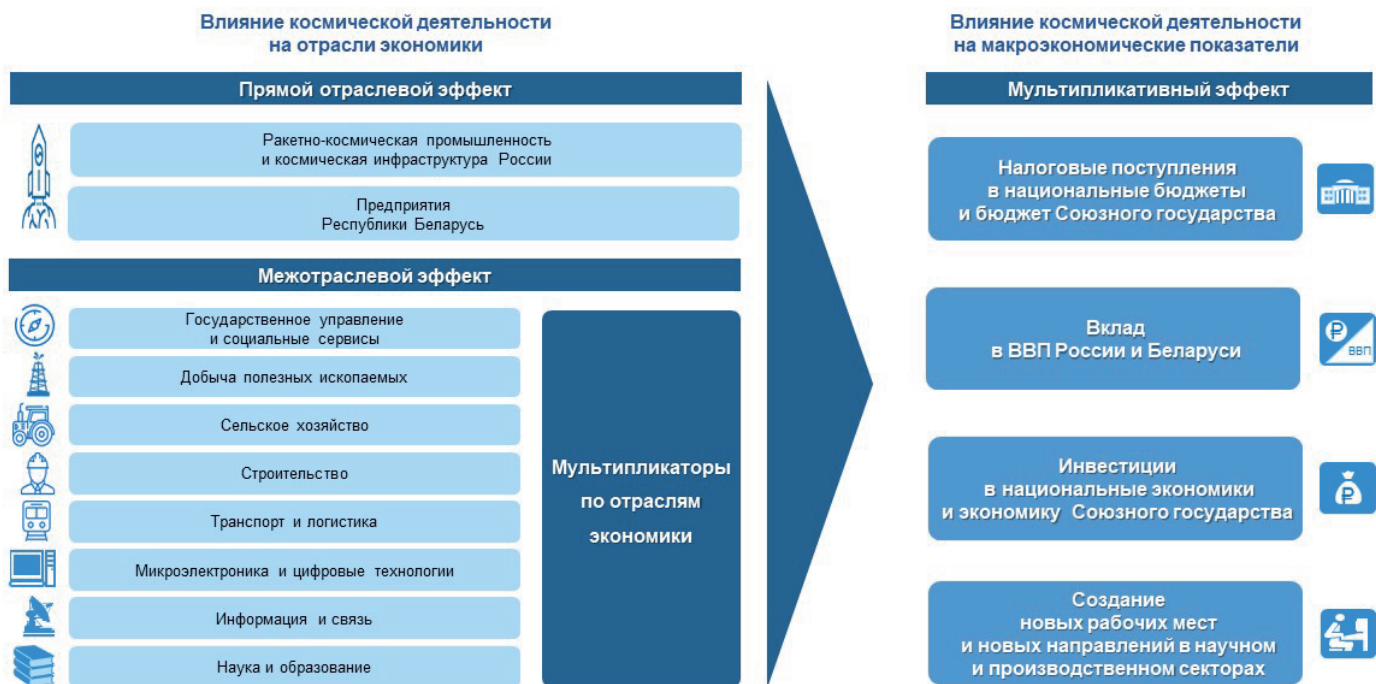 Влияние космической деятельности
на отрасли экономики
Прямой отраслевой эффект
Ракетно-космическая промышленность
и космическая инфраструктура России
Предприятия
Республики Беларусь
Межотраслевой эффект
Государственное управление
и социальные сервисы
Добыча полезных ископаемых
Сельское хозяйство
Строительство
Транспорт и логистика
Микроэлектроника и цифровые технологии
Информация и связь
Наука и образование
Мультипликаторы
по отраслям
экономики
Влияние космической деятельности
на макроэкономические показатели
Мультипликативный эффект
Налоговые поступления
в национальные бюджеты
и бюджет Союзного государства
Вклад
в ВВП России и Беларуси
₽
ВВП
Инвестиции
в национальные экономики
и экономику Союзного государства
₽
Создание
новых рабочих мест
и новых направлений в научном
и производственном секторах